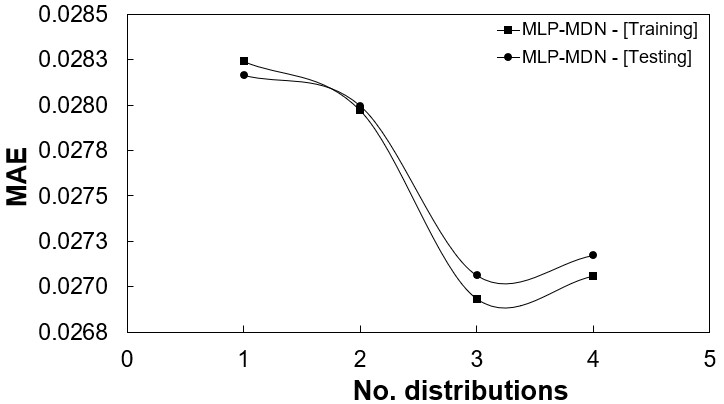 0.0285
0.0283
0.0280
0.0278
0.0275
0.0273
0.0270
0.0268
MAE
MLP-MDN - [Training]
MLP-MDN - [Testing]
0 1 2 3 4 5
No. distributions